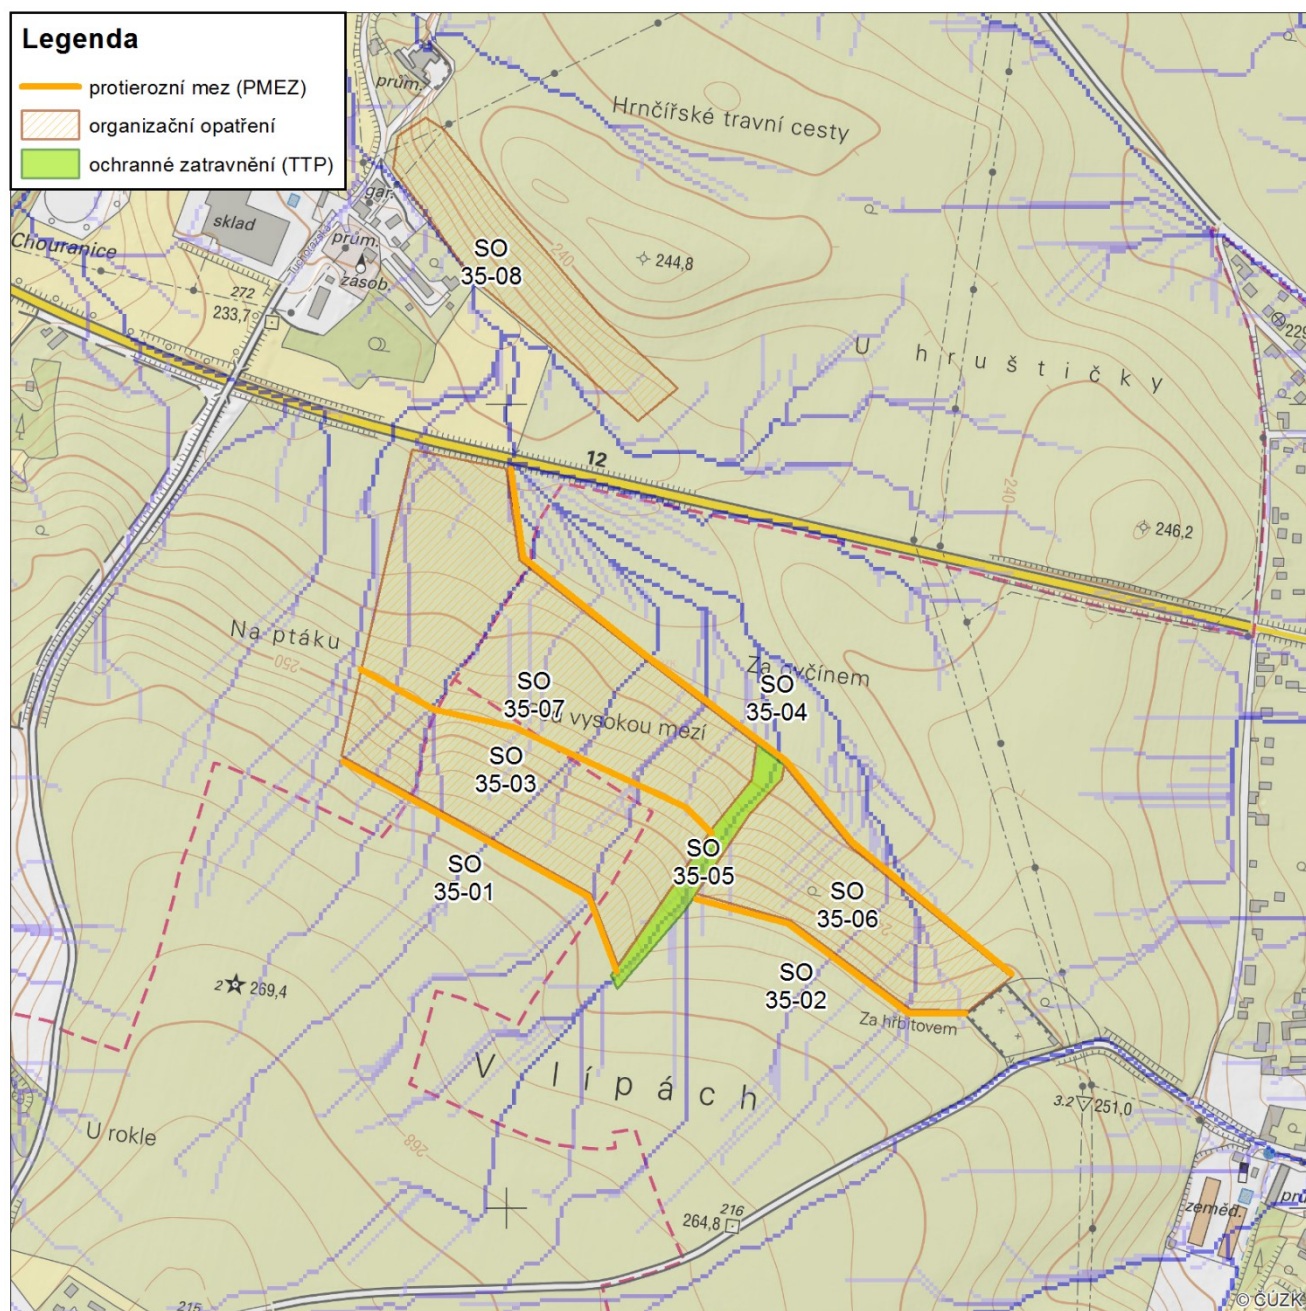 Legenda
protierozní mez (PMEZ)
organizační opatření
ochranné zatravnění (TTP)
prům.
Hrnčířské travní cesty
sklad
gar.
prům.
Chouranice
Tuchorazská
zásob.
272
233,7
SO
35-08
240
244,8
U hruštičky
229
12
240
246,2
Na ptáku
250
SO
35-07
vysokou mezí
SO
35-04
SO
35-03
SO
35-01
SO
35-05
SO
35-06
SO
35-02
Za hřbitovem
2
269,4
V lípách
U rokle
268
3.2
251,0
216
264,8
zeměd.
215
© ČÚZK